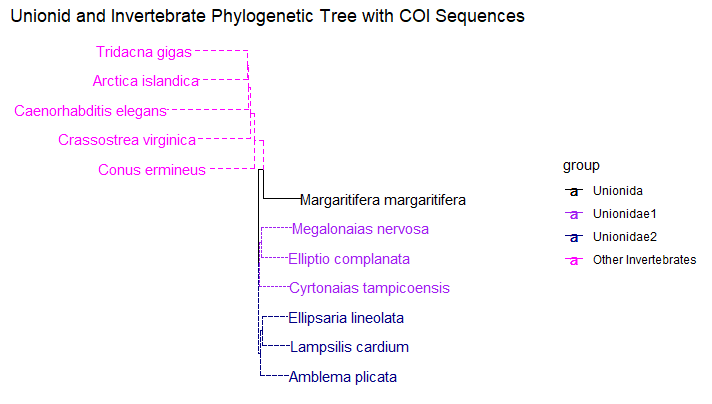 Unionid and Invertebrate Phylogenetic Tree with COI Sequences
Tridacna gigas
Arctica islandica
Caenorhabditis elegans
Crassostrea virginica
Conus ermineus
Margaritifera margaritifera
Megalonaias nervosa
Elliptio complanata
Cyrtonaias tampicoensis
Ellipsaria lineolata
Lampsilis cardium
Amblema plicata
group
a Unionida
a Unionidae1
a Unionidae2
a Other Invertebrates